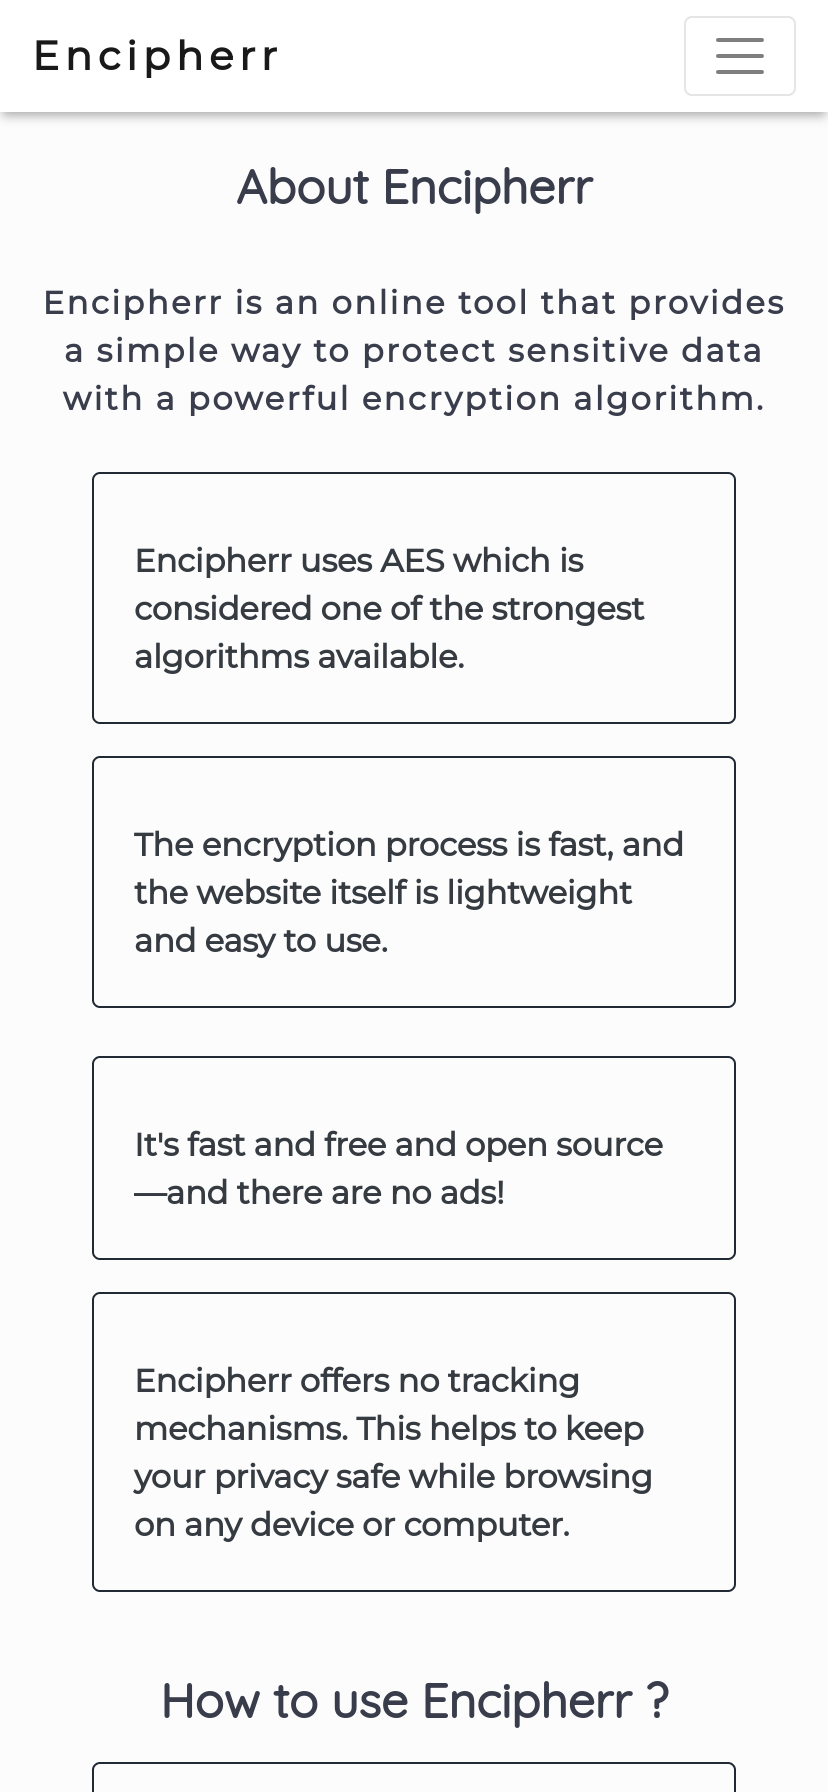 Encipherr
About Encipherr
Encipherr is an online tool that provides
a simple way to protect sensitive data
with a powerful encryption algorithm.
Encipherr uses AES which is
considered one of the strongest
algorithms available.
The encryption process is fast, and
the website itself is lightweight
and easy to use.
It's fast and free and open source
—and there are no ads!
Encipherr offers no tracking
mechanisms. This helps to keep
your privacy safe while browsing
on any device or computer.
How to use Encipherr ?